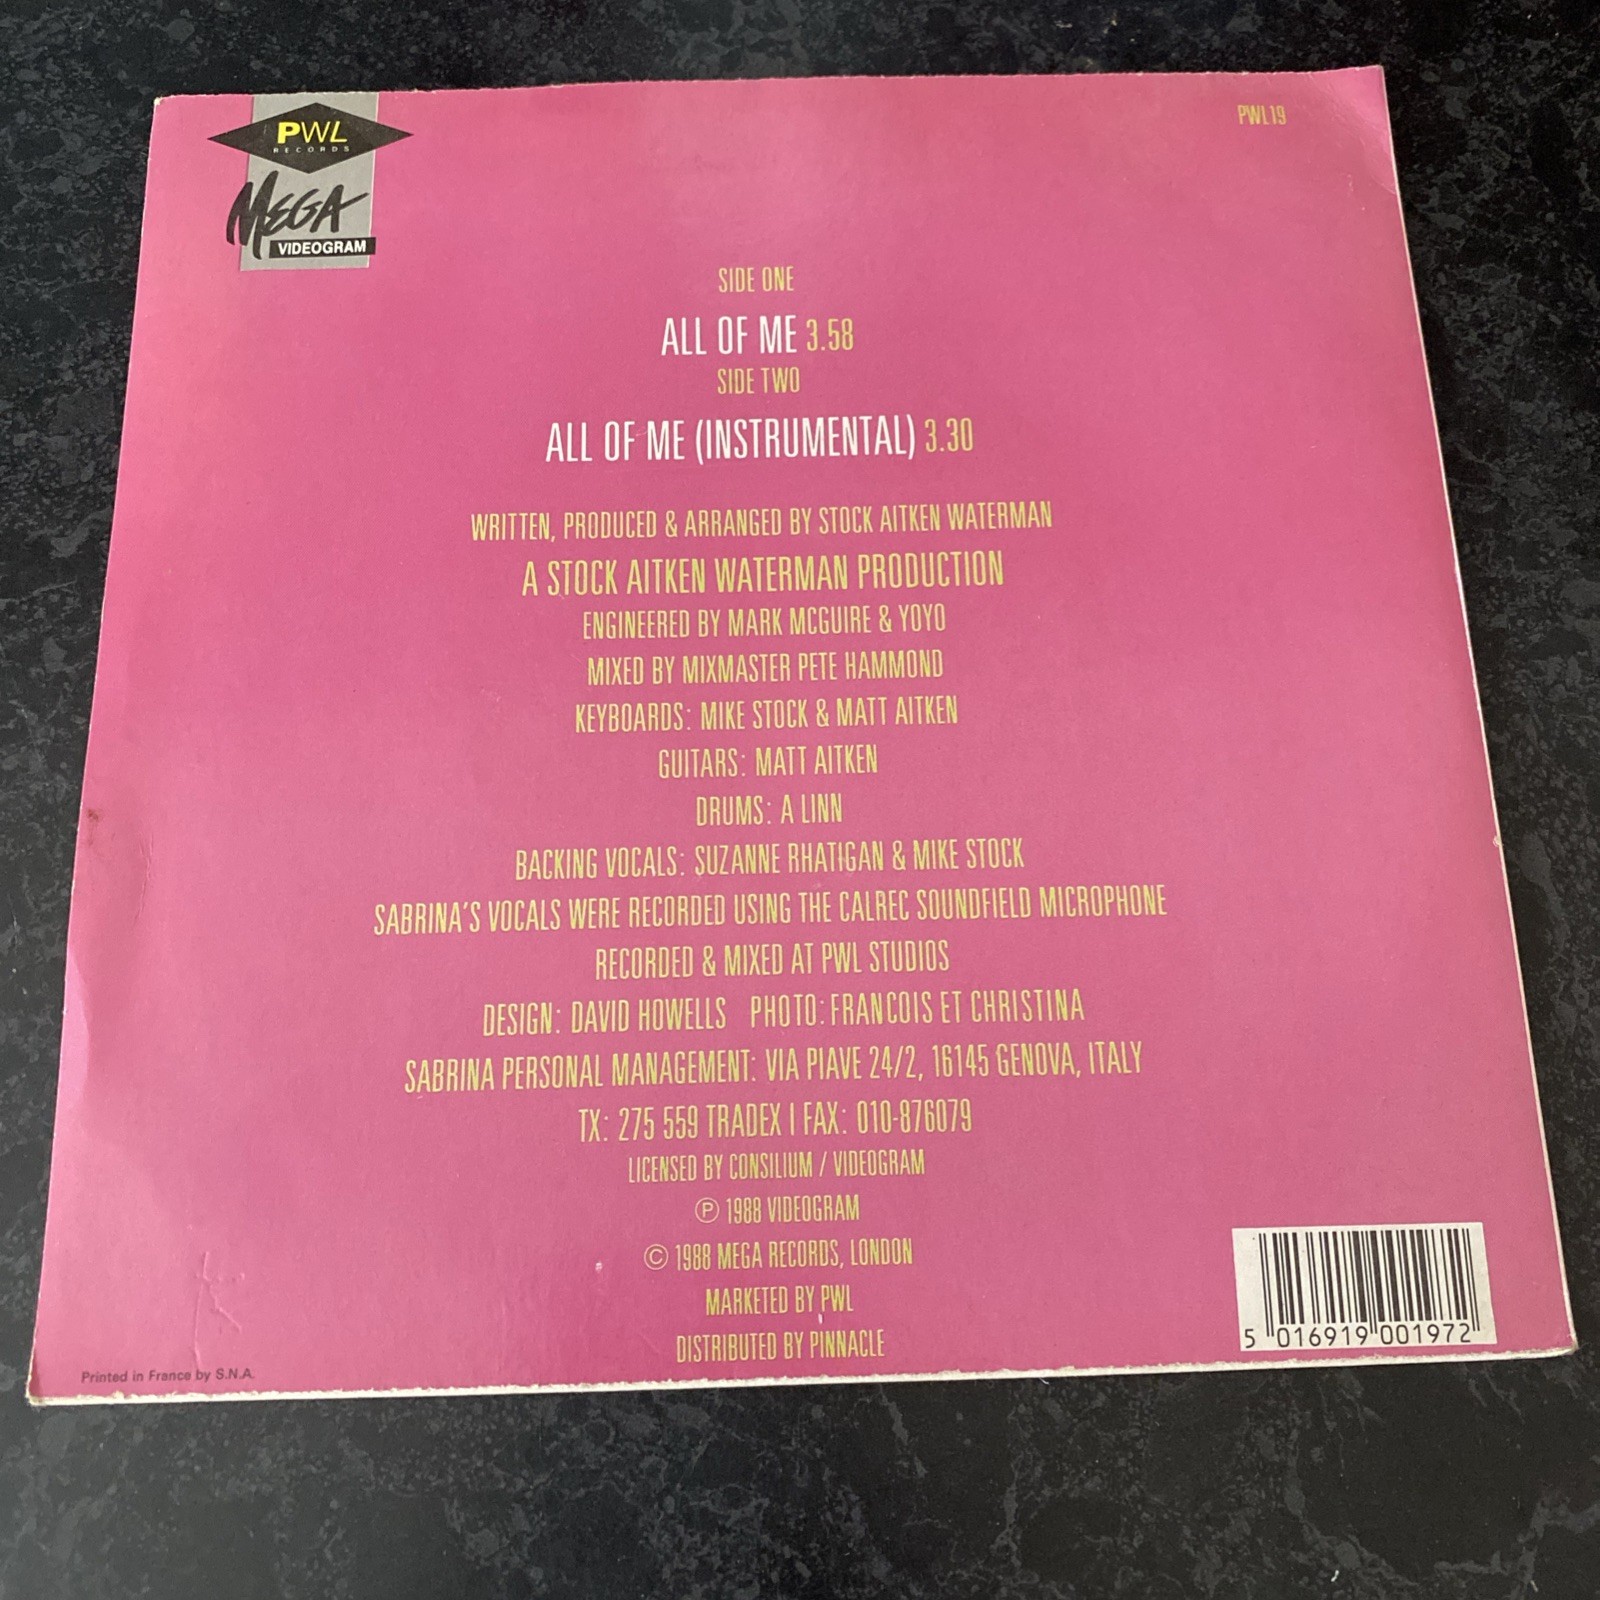 PWL
RECORDS
MEGA
VIDEOGRAM
PWL19
SIDE ONE
ALL OF ME 3.58
SIDE TWO
ALL OF ME (INSTRUMENTAL) 3.30
WRITTEN, PRODUCED & ARRANGED BY STOCK AITKEN WATERMAN
A STOCK AITKEN WATERMAN PRODUCTION
ENGINEERED BY MARK MCGUIRE & YOYO
MIXED BY MIXMASTER PETE HAMMOND
KEYBOARDS: MIKE STOCK & MATT AITKEN
GUITARS: MATT AITKEN
DRUMS: A LINN
BACKING VOCALS: SUZANNE RHATIGAN & MIKE STOCK
SABRINA'S VOCALS WERE RECORDED USING THE CALREC SOUNDFIELD MICROPHONE
RECORDED & MIXED AT PWL STUDIOS
DESIGN: DAVID HOWELLS PHOTO: FRANCOIS ET CHRISTINA
SABRINA PERSONAL MANAGEMENT: VIA PIAVE 24/2, 16145 GENOVA, ITALY
TX: 275 559 TRADEX I FAX: 010-876079
LICENSED BY CONSILIUM / VIDEOGRAM
℗ 1988 VIDEOGRAM
© 1988 MEGA RECORDS, LONDON
MARKETED BY PWL
DISTRIBUTED BY PINNACLE
5 016919 001972
Printed in France by S.N.A.